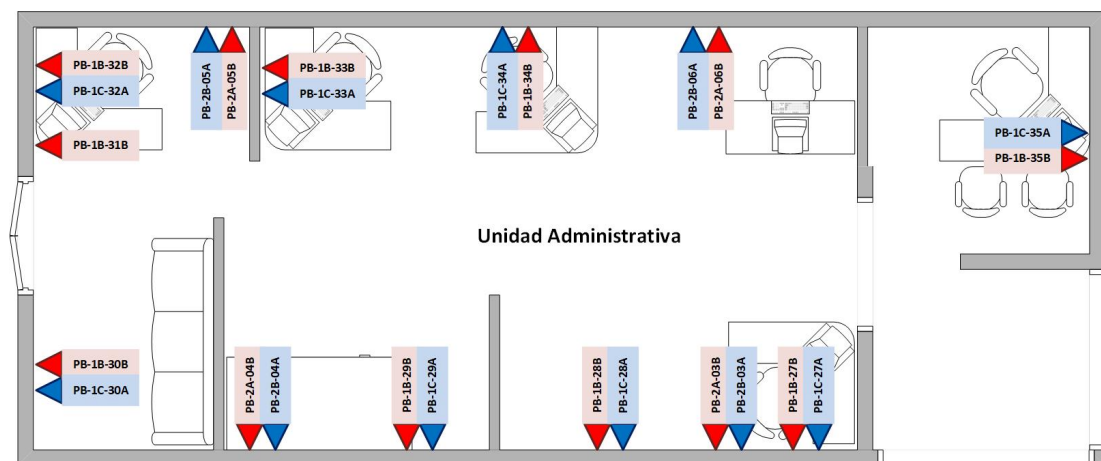 PB-1B-32B
PB-1C-32A
PB-1B-31B
PB-2B-05A
PB-2A-05B
PB-1B-33B
PB-1C-33A
PB-1C-34A
PB-1B-34B
PB-2B-06A
PB-2A-06B
PB-1C-35A
PB-1B-35B
Unidad Administrativa
PB-1B-30B
PB-1C-30A
PB-2A-04B
PB-2B-04A
PB-1B-29B
PB-1C-29A
PB-1B-28B
PB-1C-28A
PB-2A-03B
PB-2B-03A
PB-1B-27B
PB-1C-27A